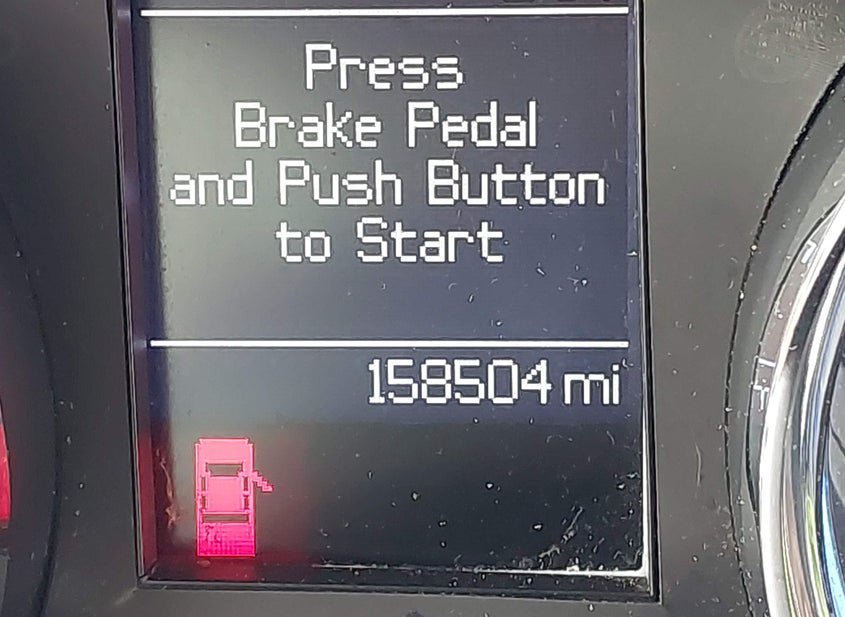 Press
Brake Pedal
and Push Button
to Start
158504 mi